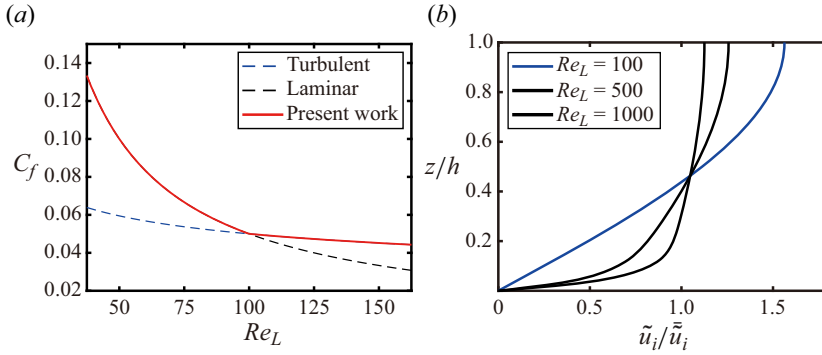 (a)
0.14
0.12
0.10
0.08
0.06
0.04
0.02
C_f
Turbulent
Laminar
Present work
50 75 100 125 150
Re_L
(b)
1.0
0.8
0.6
0.4
0.2
0
z/h
Re_L = 100
Re_L = 500
Re_L = 1000
0 0.5 1.0 1.5
ũ_i/ũ̄_i